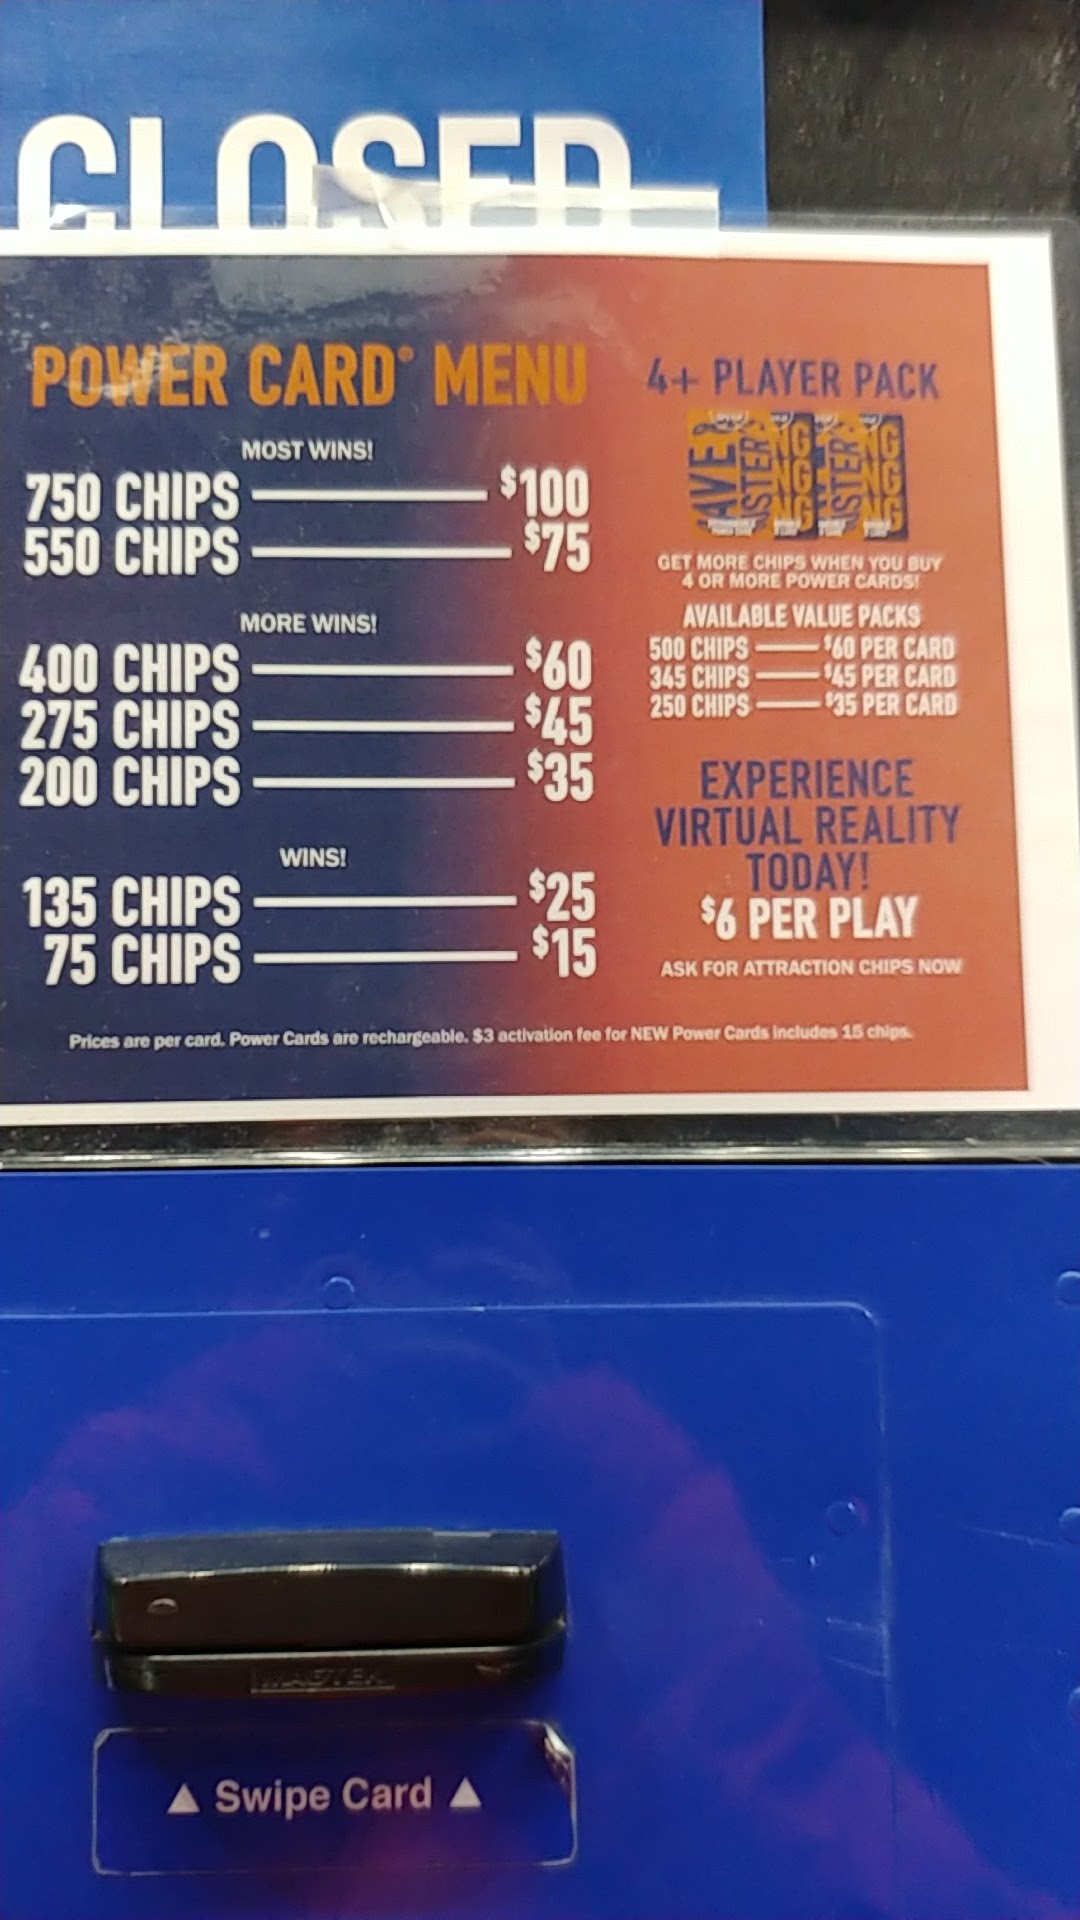 CLOSED
POWER CARD® MENU
MOST WINS!
750 CHIPS $100
550 CHIPS $75
MORE WINS!
400 CHIPS $60
275 CHIPS $45
200 CHIPS $35
WINS!
135 CHIPS $25
75 CHIPS $15
4+ PLAYER PACK
GET MORE CHIPS WHEN YOU BUY
4 OR MORE POWER CARDS!
AVAILABLE VALUE PACKS
500 CHIPS $60 PER CARD
345 CHIPS $45 PER CARD
250 CHIPS $35 PER CARD
EXPERIENCE
VIRTUAL REALITY
TODAY!
$6 PER PLAY
ASK FOR ATTRACTION CHIPS NOW
Prices are per card. Power Cards are rechargeable. $3 activation fee for NEW Power Cards includes 15 chips.
MAGTEK
▲ Swipe Card ▲